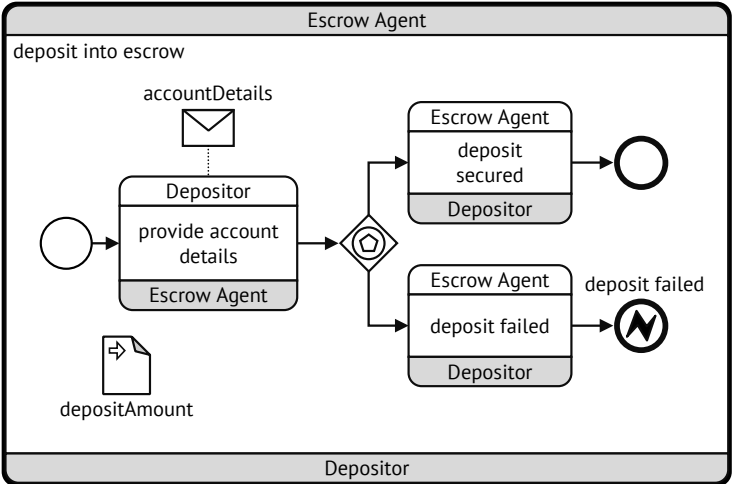 Escrow Agent
deposit into escrow
accountDetails
Depositor
provide account
details
Escrow Agent
depositAmount
Escrow Agent
deposit
secured
Depositor
Escrow Agent
deposit failed
Depositor
deposit failed
Depositor